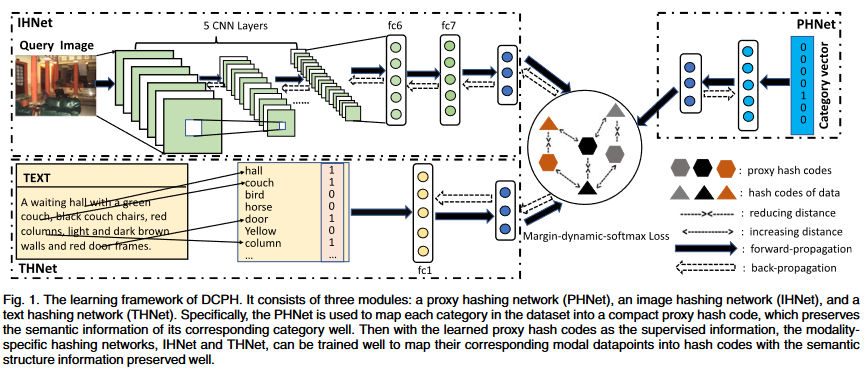 IHNet
5 CNN Layers
Query Image
fc6
fc7
......
PHNet
0
0
0
0
1
0
0
Category vector
TEXT
A waiting hall with a green
couch, black couch chairs, red
columns, light and dark brown
walls and red door frames.
THNet
hall 1
couch 1
bird 0
horse 0
door 1
Yellow 0
column 1
... ...
fc1
Margin-dynamic-softmax Loss
: proxy hash codes
: hash codes of data
: reducing distance
: increasing distance
: forward-propagation
: back-propagation
Fig. 1. The learning framework of DCPH. It consists of three modules: a proxy hashing network (PHNet), an image hashing network (IHNet), and a
text hashing network (THNet). Specifically, the PHNet is used to map each category in the dataset into a compact proxy hash code, which preserves
the semantic information of its corresponding category well. Then with the learned proxy hash codes as the supervised information, the modality-
specific hashing networks, IHNet and THNet, can be trained well to map their corresponding modal datapoints into hash codes with the semantic
structure information preserved well.